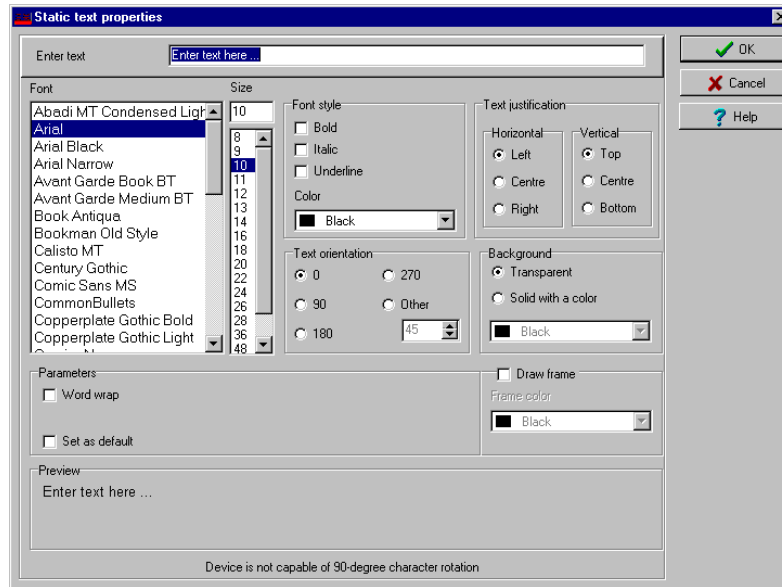 Static text properties
Enter text
Enter text here ...
OK
Cancel
Help
Font
Abadi MT Condensed Ligh
Arial
Arial Black
Arial Narrow
Avant Garde Book BT
Avant Garde Medium BT
Book Antiqua
Bookman Old Style
Calisto MT
Century Gothic
Comic Sans MS
CommonBullets
Copperplate Gothic Bold
Copperplate Gothic Light
Size
10
8
9
10
11
12
13
14
16
18
20
22
24
26
28
36
48
Font style
Bold
Italic
Underline
Color
Black
Text justification
Horizontal
Left
Centre
Right
Vertical
Top
Centre
Bottom
Text orientation
0
270
90
Other
180
45
Background
Transparent
Solid with a color
Black
Parameters
Word wrap
Set as default
Draw frame
Frame color
Black
Preview
Enter text here ...
Device is not capable of 90-degree character rotation